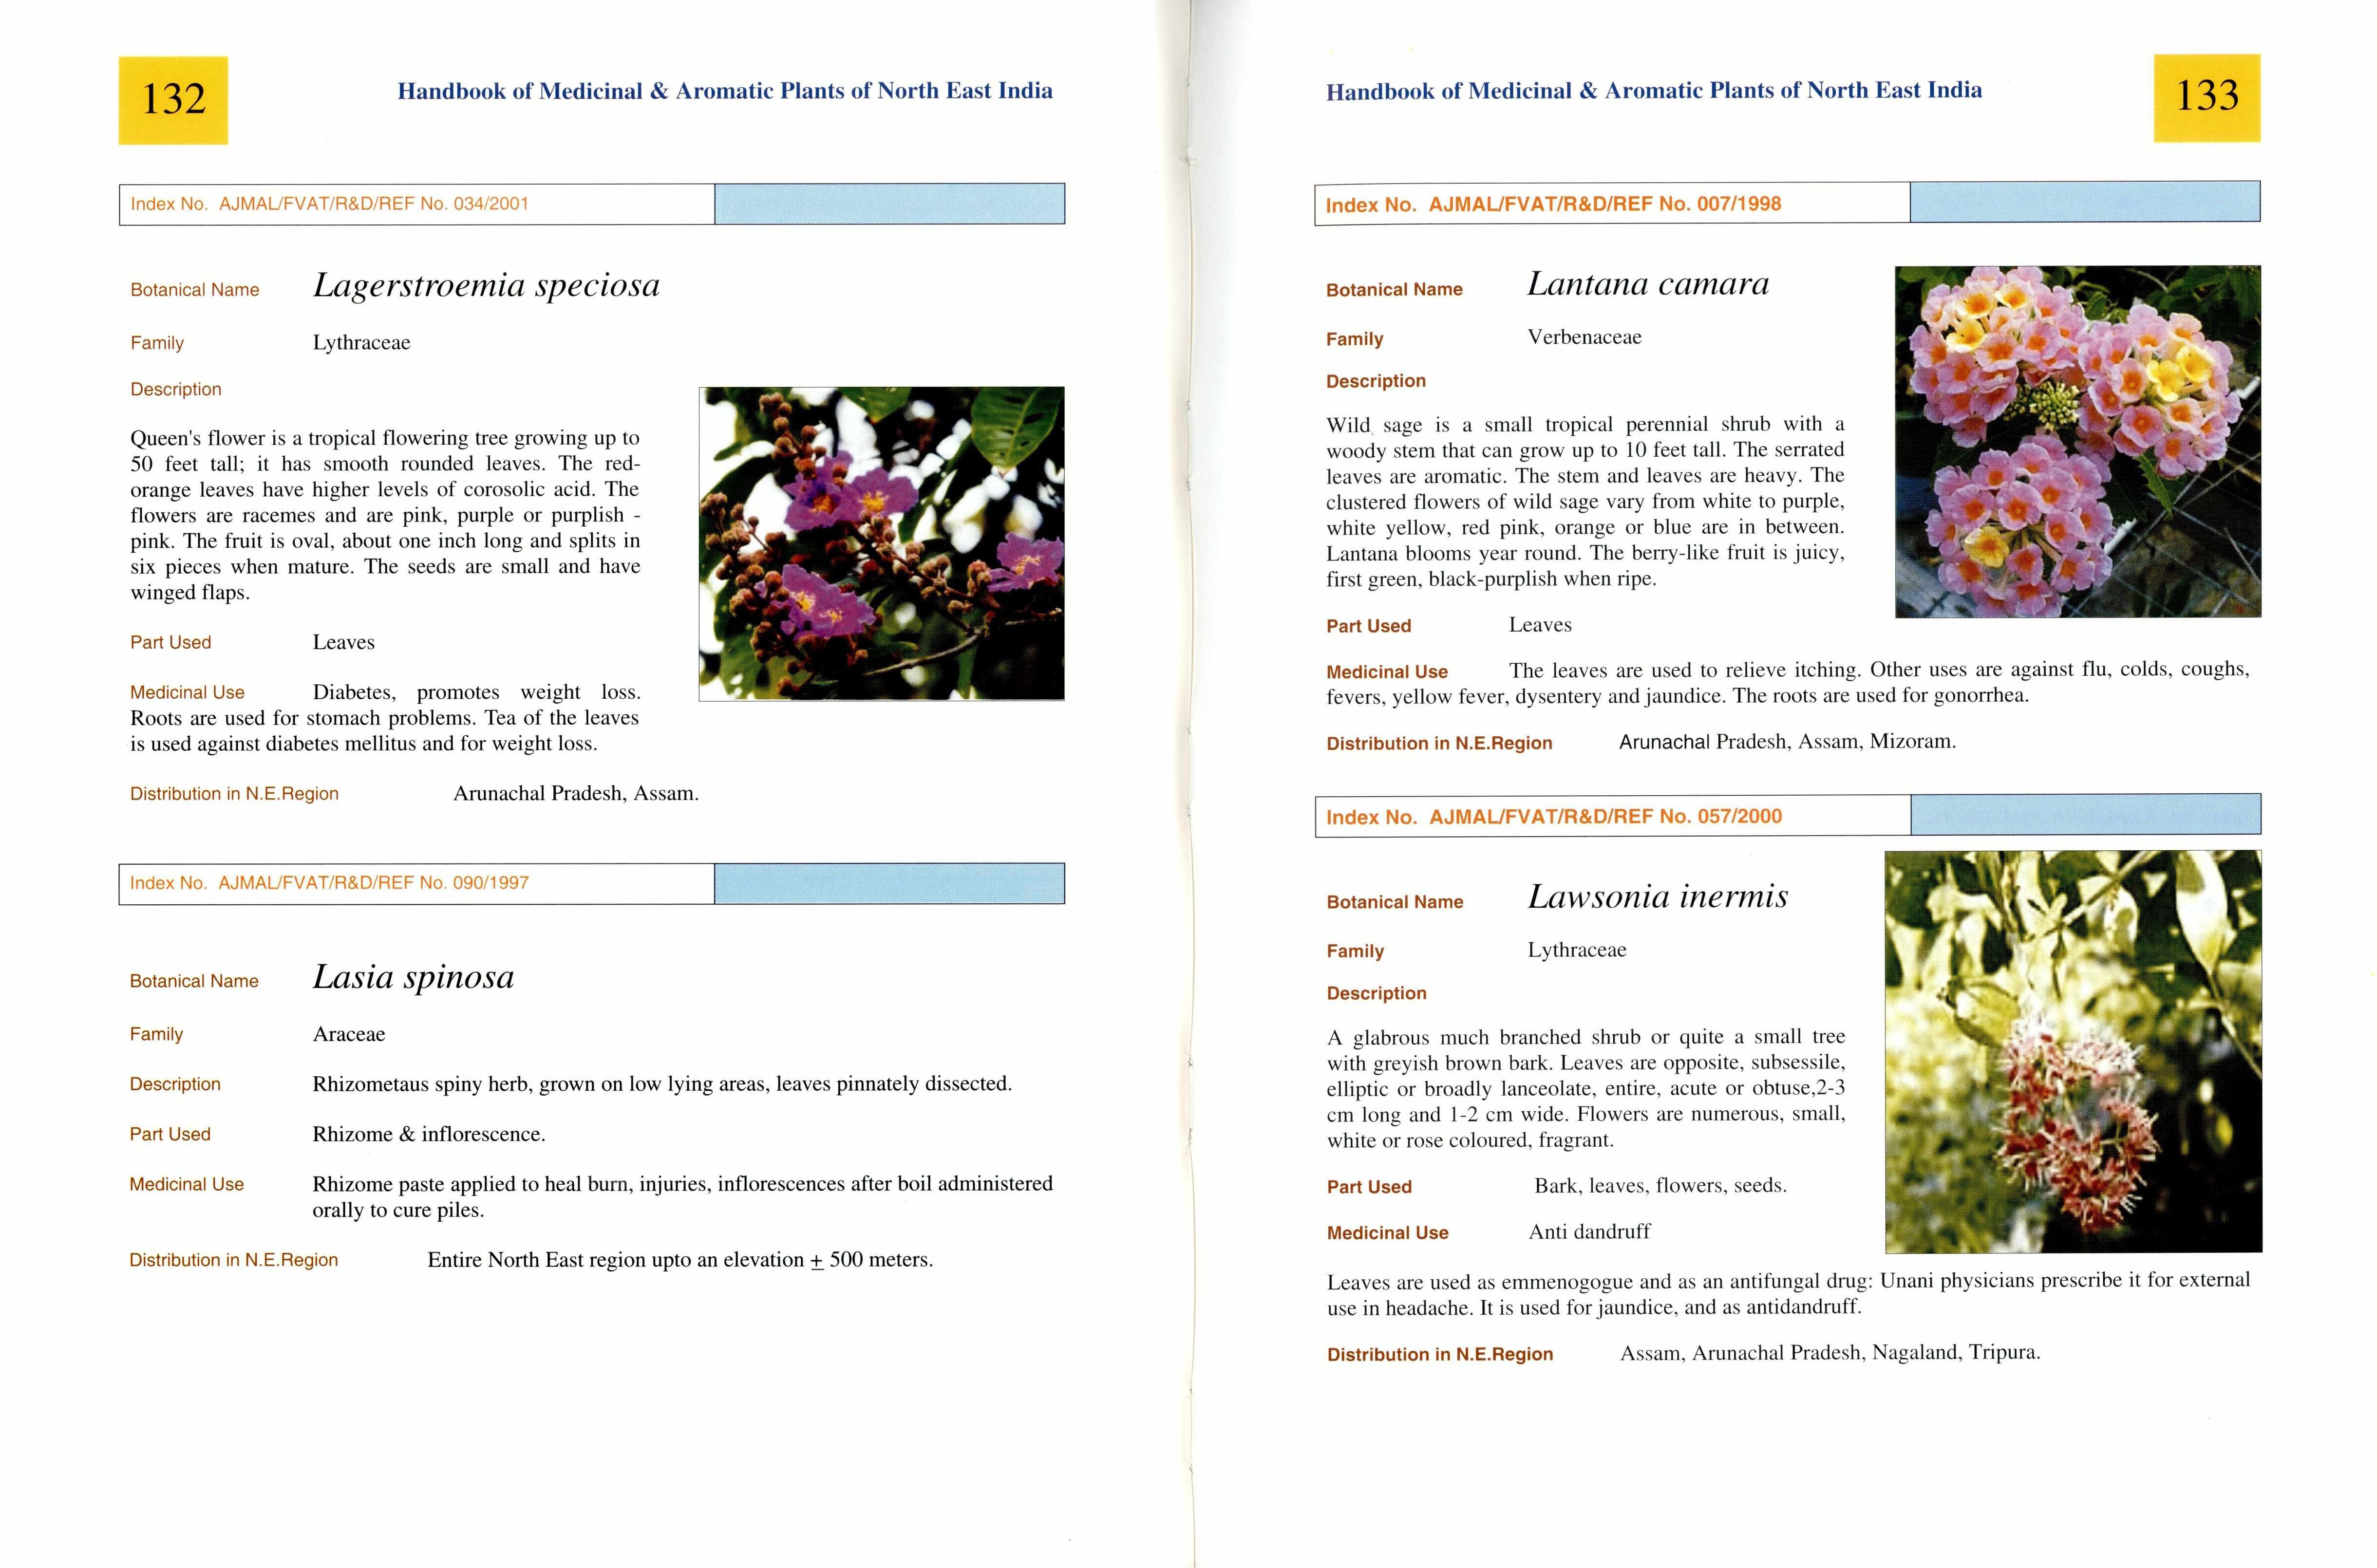 132
Handbook of Medicinal & Aromatic Plants of North East India
Index No. AJMAL/FVAT/R&D/REF No. 034/2001
Botanical Name Lagerstroemia speciosa
Family Lythraceae
Description
Queen's flower is a tropical flowering tree growing up to
50 feet tall; it has smooth rounded leaves. The red-
orange leaves have higher levels of corosolic acid. The
flowers are racemes and are pink, purple or purplish -
pink. The fruit is oval, about one inch long and splits in
six pieces when mature. The seeds are small and have
winged flaps.
Part Used Leaves
Medicinal Use Diabetes, promotes weight loss.
Roots are used for stomach problems. Tea of the leaves
is used against diabetes mellitus and for weight loss.
Distribution in N.E.Region Arunachal Pradesh, Assam.
Index No. AJMAL/FVAT/R&D/REF No. 090/1997
Botanical Name Lasia spinosa
Family Araceae
Description Rhizometaus spiny herb, grown on low lying areas, leaves pinnately dissected.
Part Used Rhizome & inflorescence.
Medicinal Use Rhizome paste applied to heal burn, injuries, inflorescences after boil administered
orally to cure piles.
Distribution in N.E.Region Entire North East region upto an elevation ± 500 meters.
Handbook of Medicinal & Aromatic Plants of North East India
133
Index No. AJMAL/FVAT/R&D/REF No. 007/1998
Botanical Name Lantana camara
Family Verbenaceae
Description
Wild sage is a small tropical perennial shrub with a
woody stem that can grow up to 10 feet tall. The serrated
leaves are aromatic. The stem and leaves are heavy. The
clustered flowers of wild sage vary from white to purple,
white yellow, red pink, orange or blue are in between.
Lantana blooms year round. The berry-like fruit is juicy,
first green, black-purplish when ripe.
Part Used Leaves
Medicinal Use The leaves are used to relieve itching. Other uses are against flu, colds, coughs,
fevers, yellow fever, dysentery and jaundice. The roots are used for gonorrhea.
Distribution in N.E.Region Arunachal Pradesh, Assam, Mizoram.
Index No. AJMAL/FVAT/R&D/REF No. 057/2000
Botanical Name Lawsonia inermis
Family Lythraceae
Description
A glabrous much branched shrub or quite a small tree
with greyish brown bark. Leaves are opposite, subsessile,
elliptic or broadly lanceolate, entire, acute or obtuse,2-3
cm long and 1-2 cm wide. Flowers are numerous, small,
white or rose coloured, fragrant.
Part Used Bark, leaves, flowers, seeds.
Medicinal Use Anti dandruff
Leaves are used as emmenogogue and as an antifungal drug: Unani physicians prescribe it for external
use in headache. It is used for jaundice, and as antidandruff.
Distribution in N.E.Region Assam, Arunachal Pradesh, Nagaland, Tripura.